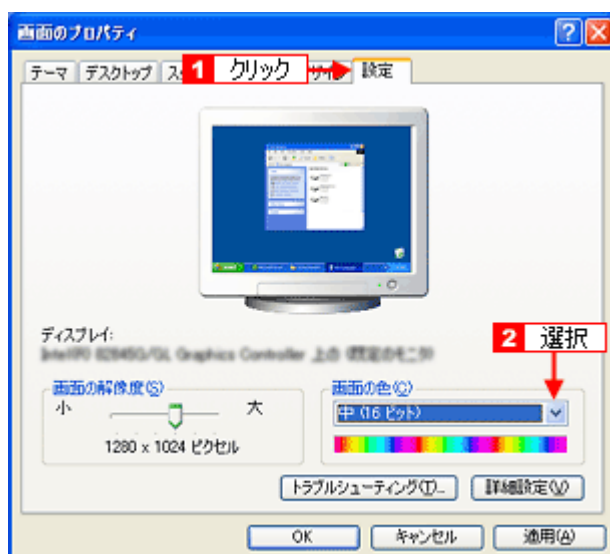 画面のプロパティ
テーマ デスクトップ
1 クリック
設定
ディスプレイ:
2 選択
画面の解像度(S)
小 大
1280 x 1024 ピクセル
画面の色(C)
中 (16 ビット)
トラブルシューティング(T)... 詳細設定(V)
OK キャンセル 適用(A)